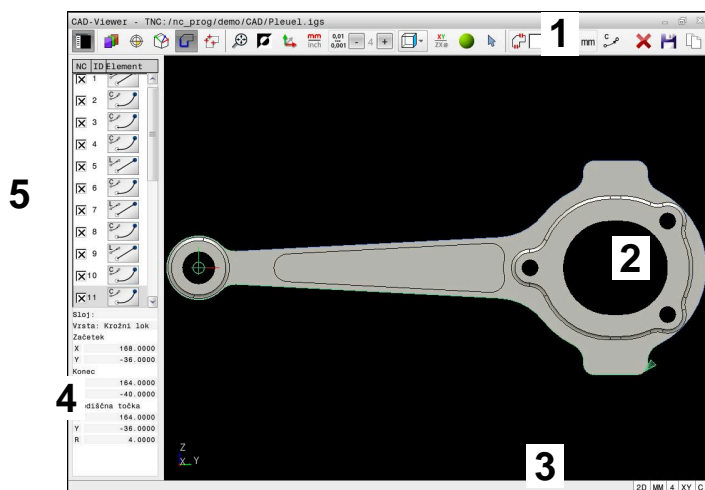 CAD-Viewer - TNC:/nc_prog/demo/CAD/Pleuel.igs
1
mm inch
0,01 0,001
4
XY ZX
mm
C
5
NC ID Element
1
2 C
3 C
4 C
5 L
6 C
7 L
8 C
9 L
10 C
11 C
2
Sloj:
Vrsta: Krožni lok
Začetek
X 168.0000
Y -36.0000
Konec
164.0000
-40.0000
4
točka
164.0000
Y -36.0000
R 4.0000
Z
X Y
3
2D MM 4 XY C